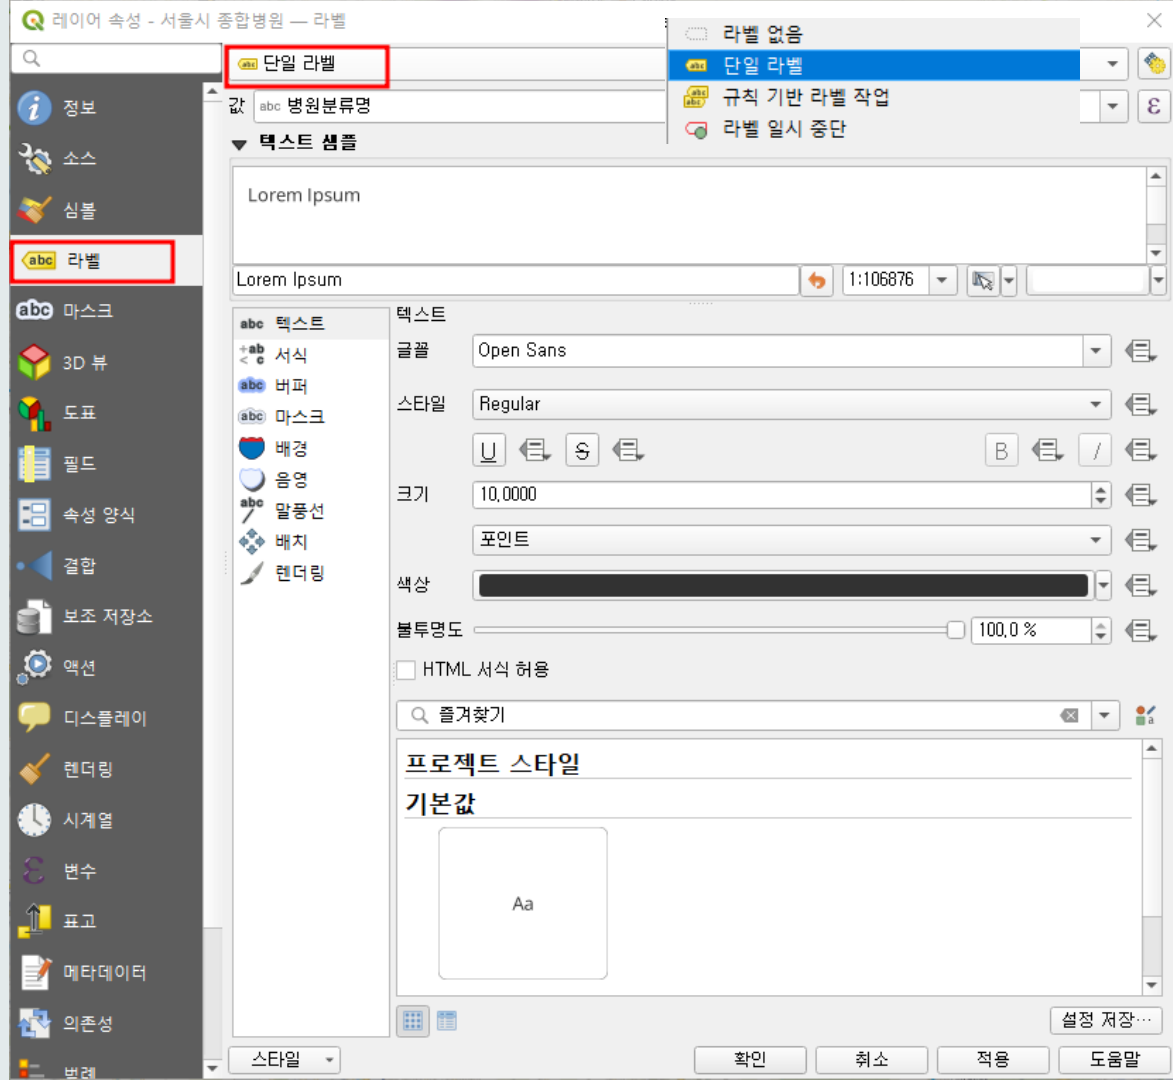 레이어 속성 - 서울시 종합병원 — 라벨
라벨 없음
단일 라벨
규칙 기반 라벨 작업
라벨 일시 중단
단일 라벨
값 abc 병원분류명
텍스트 샘플
Lorem Ipsum
Lorem Ipsum
1:106876
정보
소스
심볼
abc 라벨
abc 마스크
3D 뷰
도표
필드
속성 양식
결합
보조 저장소
액션
디스플레이
렌더링
시계열
변수
표고
메타데이터
의존성
범례
abc 텍스트
+ab < c 서식
abc 버퍼
abc 마스크
배경
음영
abc 말풍선
배치
렌더링
텍스트
글꼴 Open Sans
스타일 Regular
U S B /
크기 10,0000
포인트
색상
불투명도 100,0 %
HTML 서식 허용
즐겨찾기
프로젝트 스타일
기본값
Aa
설정 저장…
스타일
확인
취소
적용
도움말